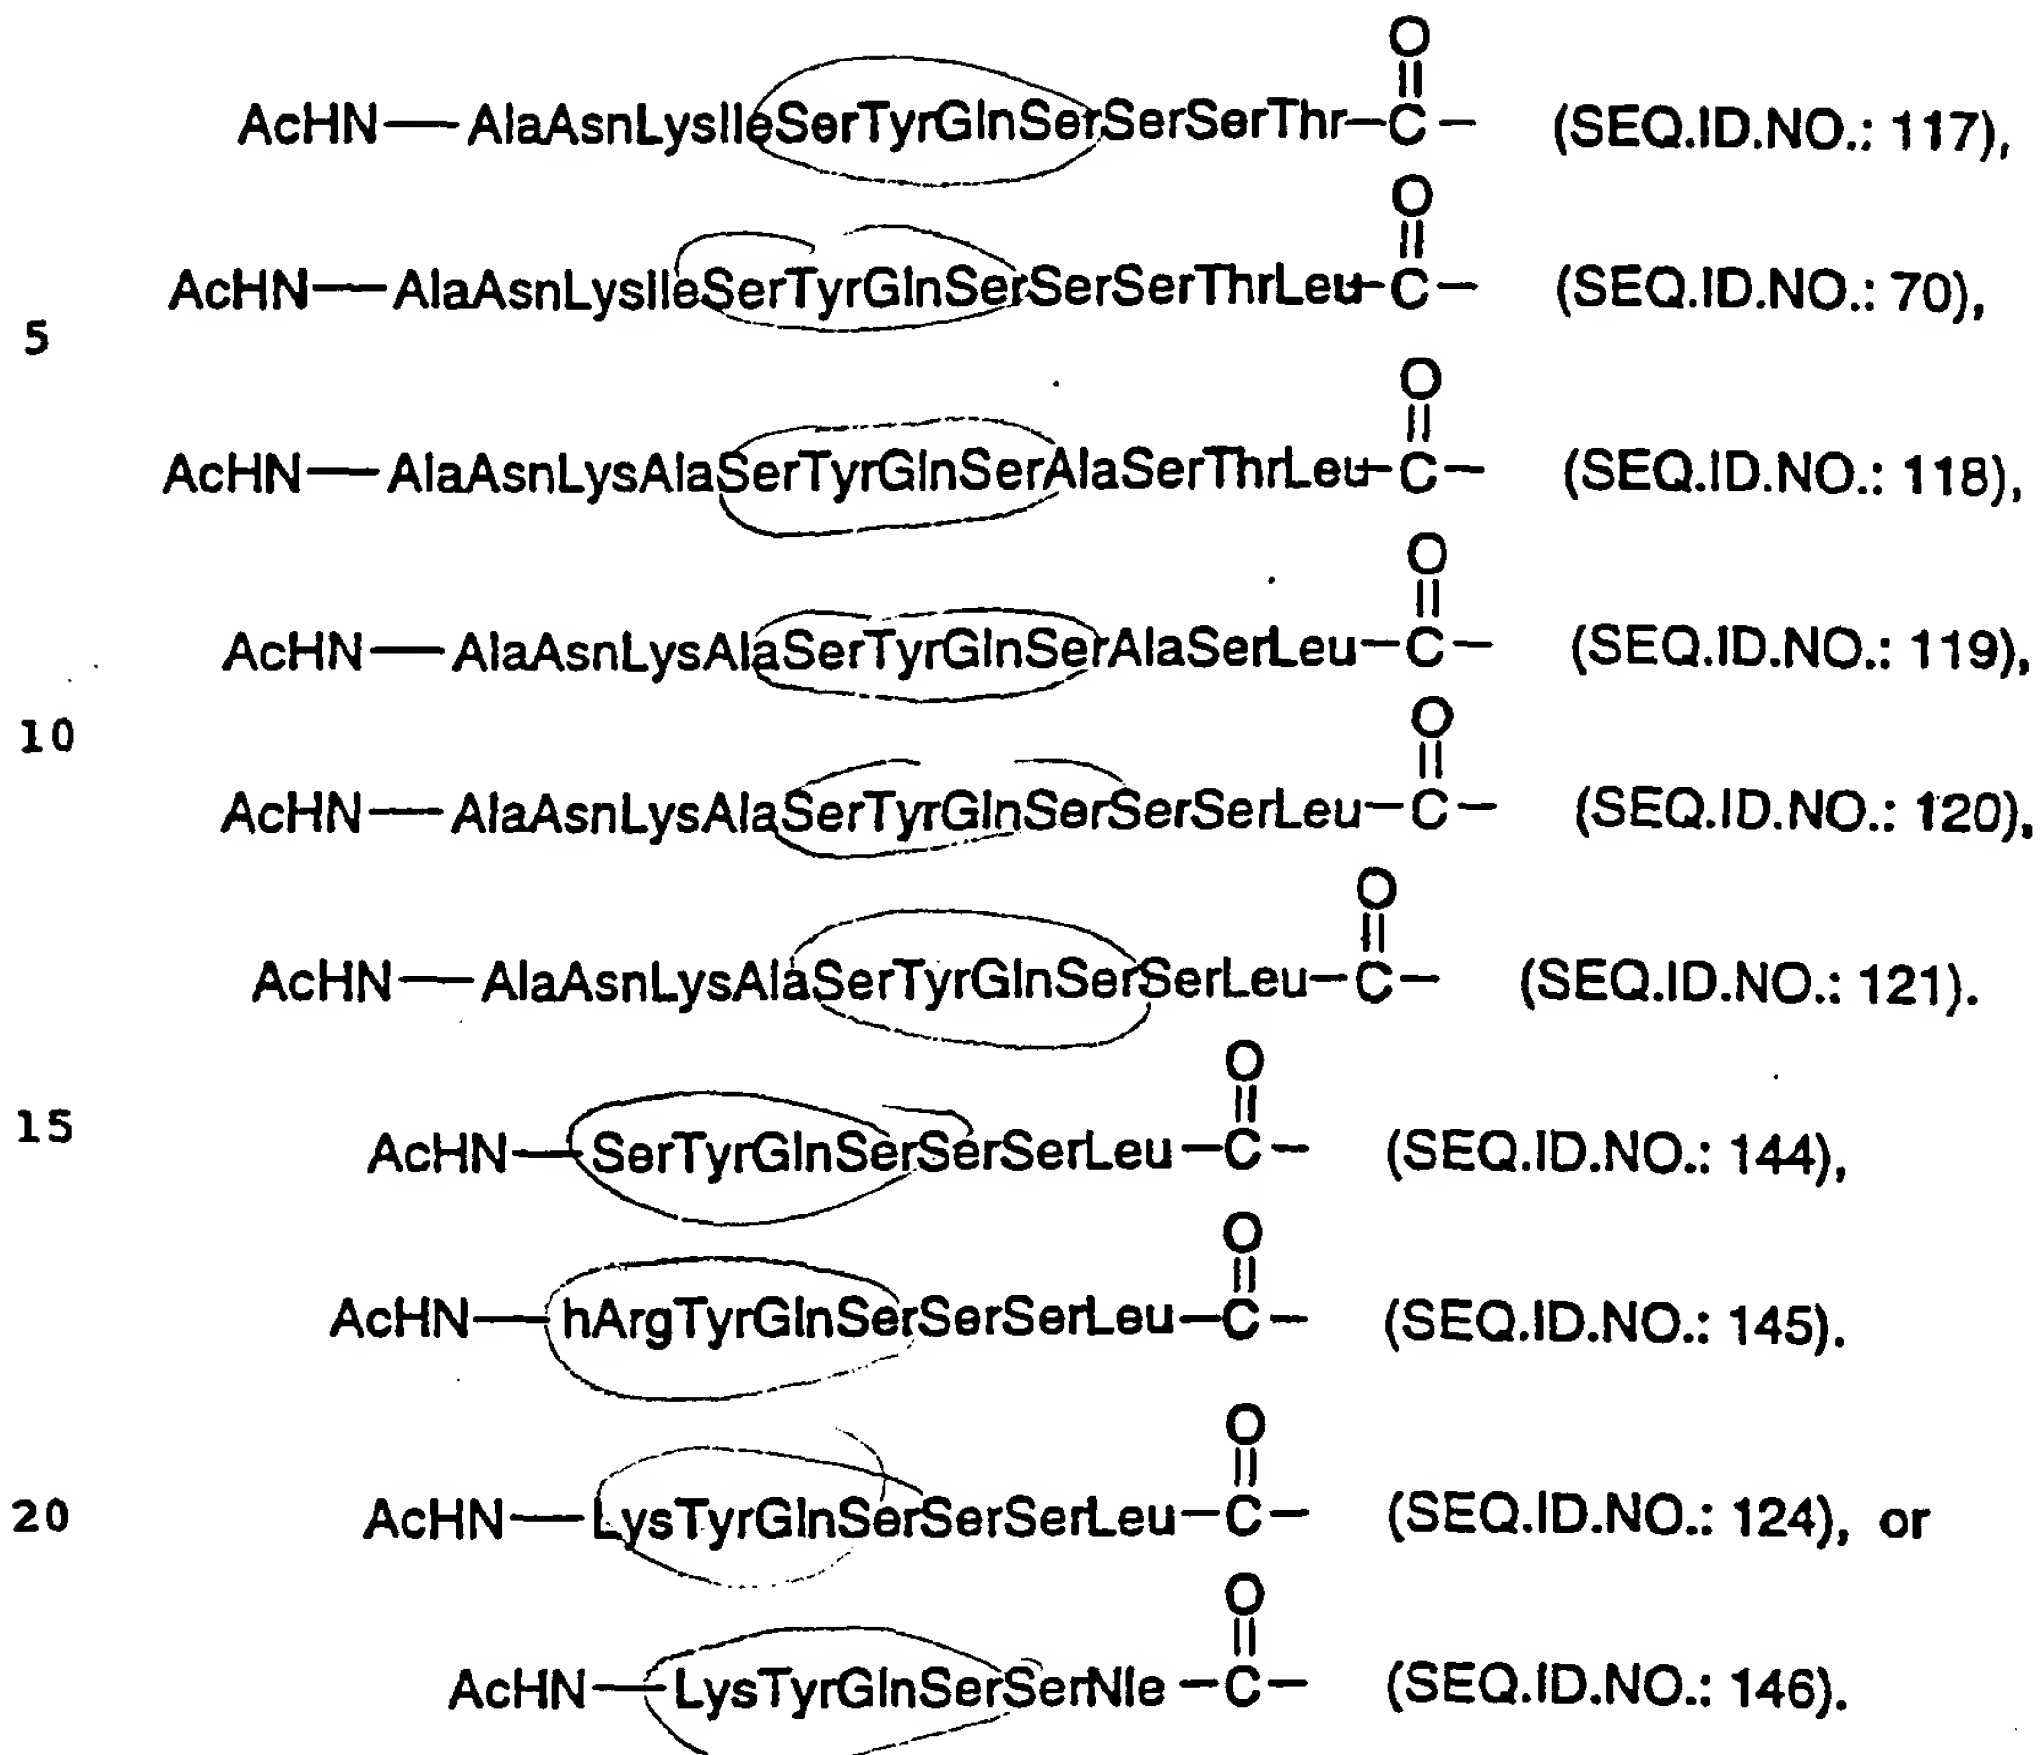 O
||
AcHN—AlaAsnLysIleSerTyrGlnSerSerSerThr—C— (SEQ.ID.NO.: 117),
O
||
AcHN—AlaAsnLysIleSerTyrGlnSerSerSerThrLeu—C— (SEQ.ID.NO.: 70),
5
O
||
AcHN—AlaAsnLysAlaSerTyrGlnSerAlaSerThrLeu—C— (SEQ.ID.NO.: 118),
O
||
AcHN—AlaAsnLysAlaSerTyrGlnSerAlaSerLeu—C— (SEQ.ID.NO.: 119),
10
O
||
AcHN—AlaAsnLysAlaSerTyrGlnSerSerSerLeu—C— (SEQ.ID.NO.: 120),
O
||
AcHN—AlaAsnLysAlaSerTyrGlnSerSerLeu—C— (SEQ.ID.NO.: 121).
O
||
15
AcHN—SerTyrGlnSerSerSerLeu—C— (SEQ.ID.NO.: 144),
O
||
AcHN—hArgTyrGlnSerSerSerLeu—C— (SEQ.ID.NO.: 145).
O
||
20
AcHN—LysTyrGlnSerSerSerLeu—C— (SEQ.ID.NO.: 124), or
O
||
AcHN—LysTyrGlnSerSerNle—C— (SEQ.ID.NO.: 146).